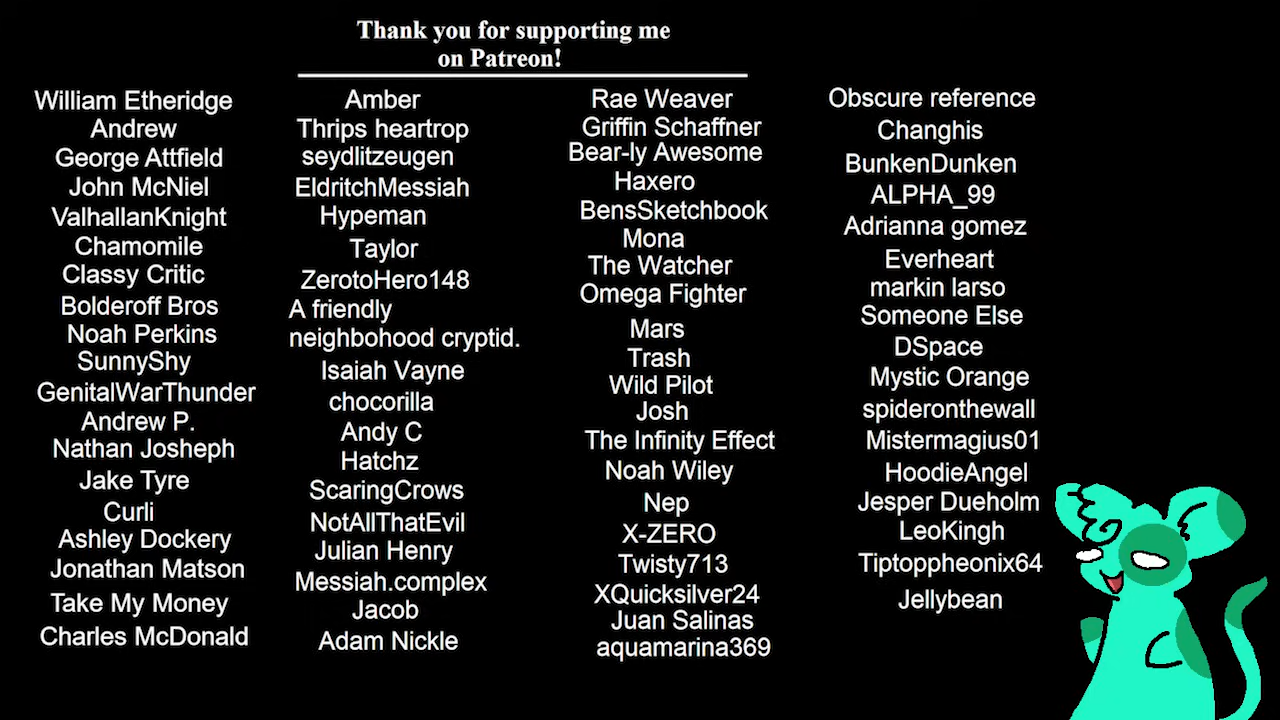 Thank you for supporting me
on Patreon!
William Etheridge
Andrew
George Attfield
John McNiel
ValhallanKnight
Chamomile
Classy Critic
Bolderoff Bros
Noah Perkins
SunnyShy
GenitalWarThunder
Andrew P.
Nathan Josheph
Jake Tyre
Curli
Ashley Dockery
Jonathan Matson
Take My Money
Charles McDonald
Amber
Thrips heartrop
seydlitzeugen
EldritchMessiah
Hypeman
Taylor
ZerotoHero148
A friendly
neighbohood cryptid.
Isaiah Vayne
chocorilla
Andy C
Hatchz
ScaringCrows
NotAllThatEvil
Julian Henry
Messiah.complex
Jacob
Adam Nickle
Rae Weaver
Griffin Schaffner
Bear-ly Awesome
Haxero
BensSketchbook
Mona
The Watcher
Omega Fighter
Mars
Trash
Wild Pilot
Josh
The Infinity Effect
Noah Wiley
Nep
X-ZERO
Twisty713
XQuicksilver24
Juan Salinas
aquamarina369
Obscure reference
Changhis
BunkenDunken
ALPHA_99
Adrianna gomez
Everheart
markin larso
Someone Else
DSpace
Mystic Orange
spideronthewall
Mistermagius01
HoodieAngel
Jesper Dueholm
LeoKingh
Tiptoppheonix64
Jellybean